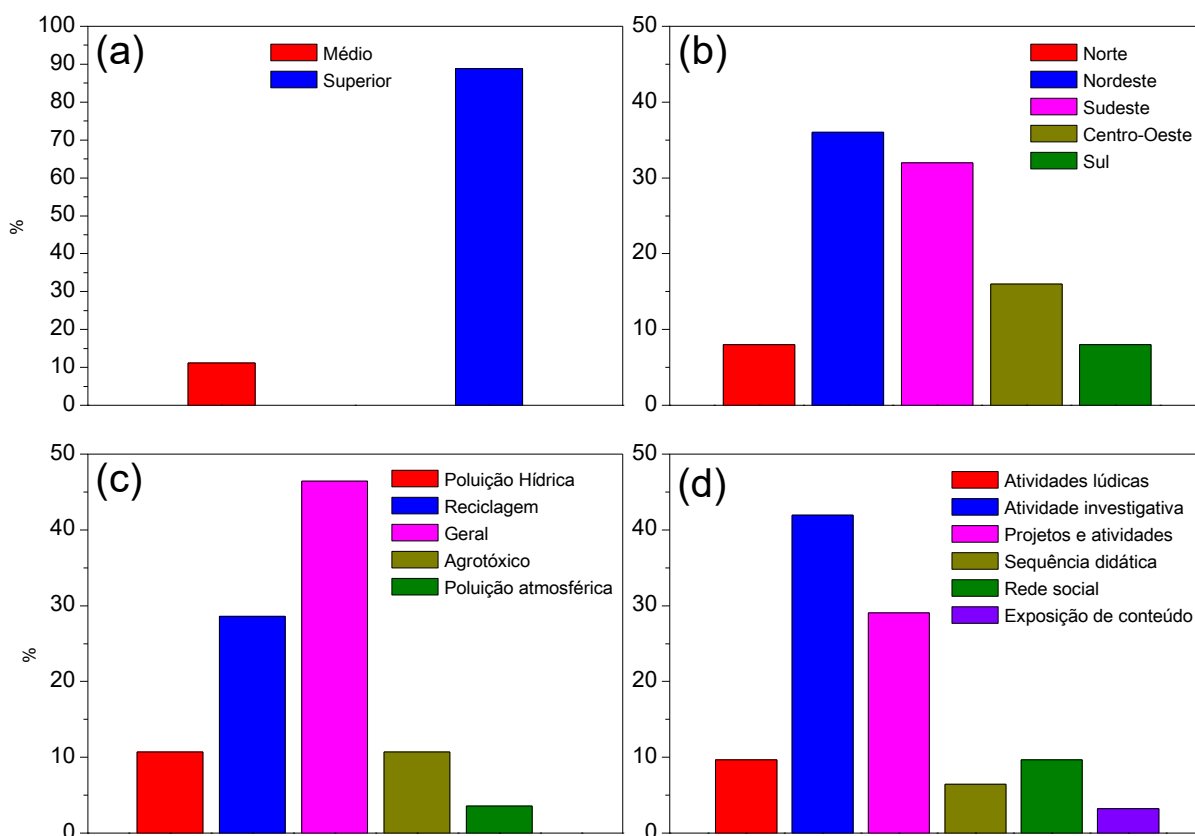 (a)
Médio
Superior
100
90
80
70
60
50
40
30
20
10
0
%
(b)
Norte
Nordeste
Sudeste
Centro-Oeste
Sul
50
40
30
20
10
0
(c)
Poluição Hídrica
Reciclagem
Geral
Agrotóxico
Poluição atmosférica
50
40
30
20
10
0
%
(d)
Atividades lúdicas
Atividade investigativa
Projetos e atividades
Sequência didática
Rede social
Exposição de conteúdo
50
40
30
20
10
0